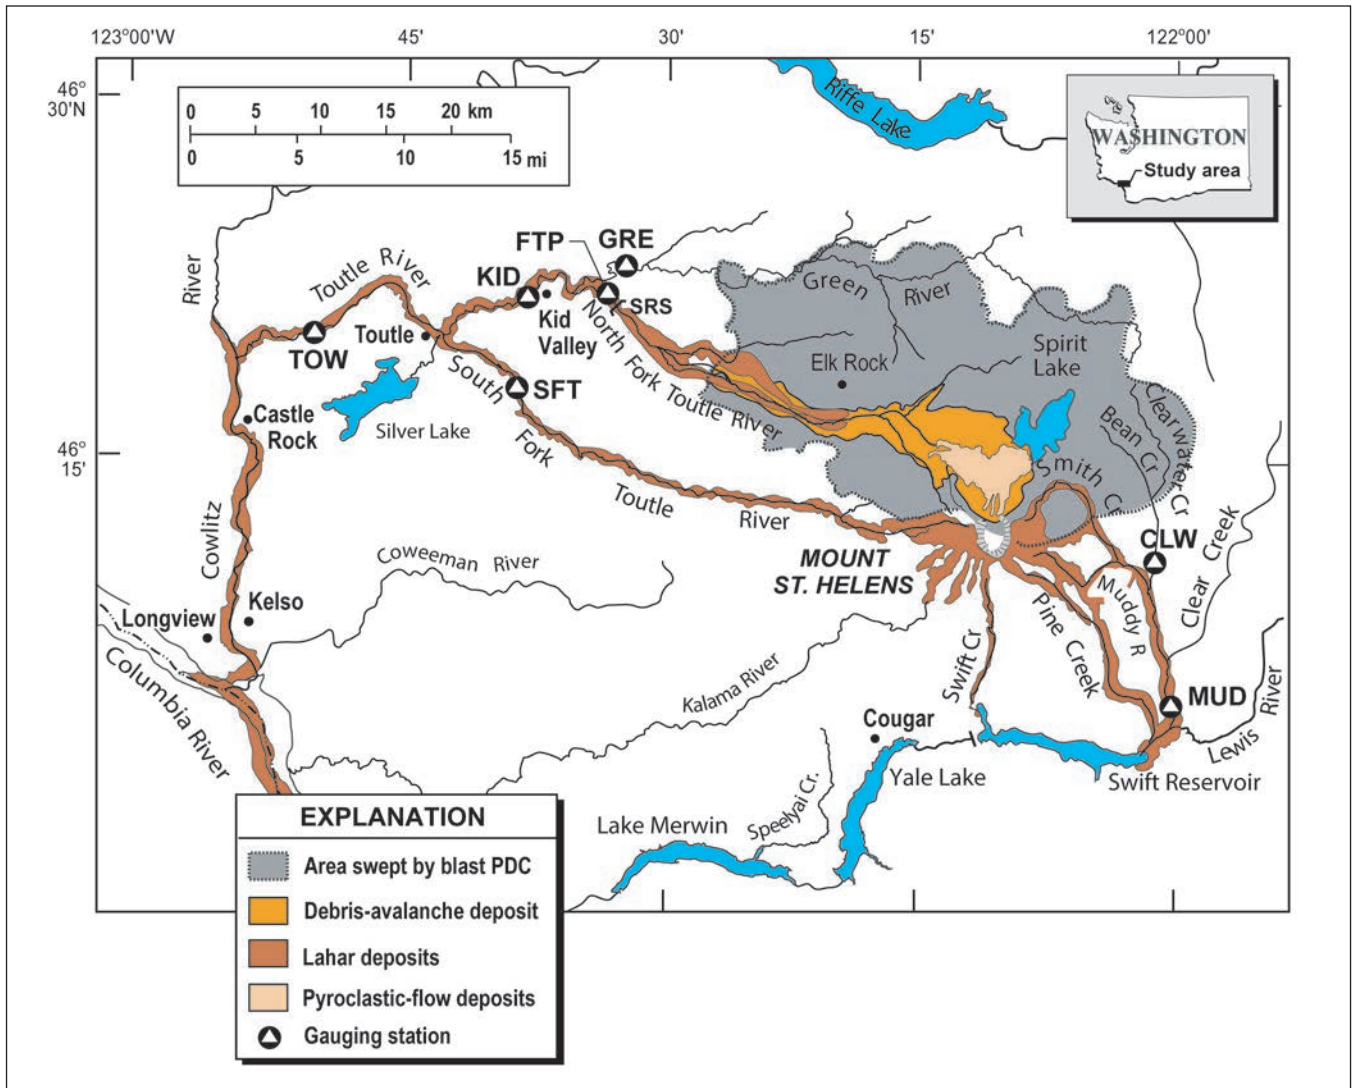 123°00'W 45' 30' 15' 122°00'
46°
30'N
0 5 10 15 20 km
0 5 10 15 mi
Riffe Lake
WASHINGTON
Study area
River
Toutle River
FTP
GRE
KID
SRS
Kid
Valley
Green
River
TOW
Toutle
North Fork Toutle River
Elk Rock
Spirit
Lake
South
Fork
Toutle
River
SFT
Silver Lake
Castle
Rock
46°
15'
Bean Cr
Clearwater Cr
Smith Cr
Cowlitz
Coweeman River
MOUNT
ST. HELENS
CLW
Clear Creek
Muddy R
Pine Creek
Swift Cr
Longview
Kelso
Columbia River
Kalama River
Cougar
MUD
Lewis
River
Yale Lake
Swift Reservoir
Speelyai Cr.
Lake Merwin
EXPLANATION
Area swept by blast PDC
Debris-avalanche deposit
Lahar deposits
Pyroclastic-flow deposits
Gauging station